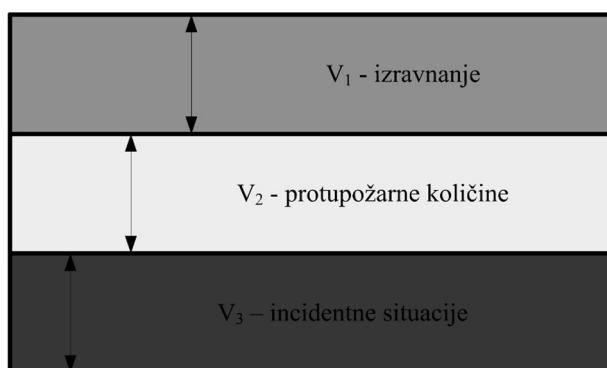 V₁ - izravnanje
V₂ - protupožarne količine
V₃ – incidentne situacije